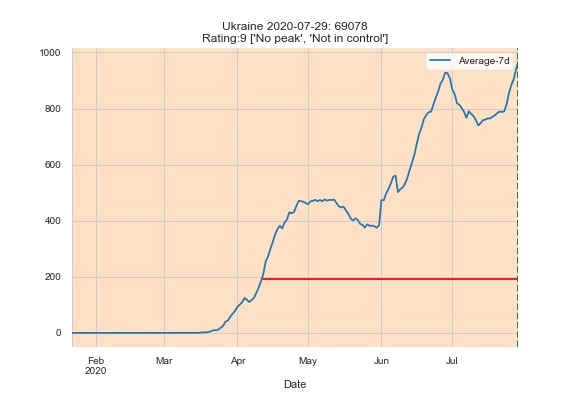 Ukraine 2020-07-29: 69078
Rating:9 ['No peak', 'Not in control']
Average-7d
1000
800
600
400
200
0
Feb
2020
Mar
Apr
May
Jun
Jul
Date